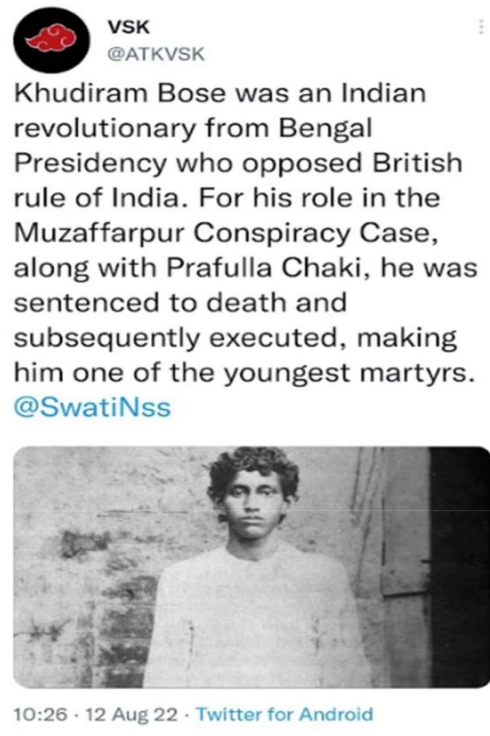 VSK
@ATKVSK
Khudiram Bose was an Indian
revolutionary from Bengal
Presidency who opposed British
rule of India. For his role in the
Muzaffarpur Conspiracy Case,
along with Prafulla Chaki, he was
sentenced to death and
subsequently executed, making
him one of the youngest martyrs.
@SwatiNss
10:26 · 12 Aug 22 · Twitter for Android